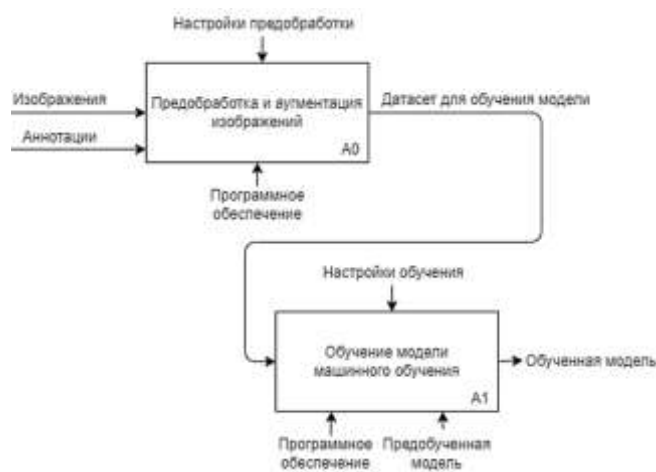 Настройки предобработки
Изображения
Предобработка и аугментация
изображений
Датасет для обучения модели
Аннотации
A0
Программное
обеспечение
Настройки обучения
Обучение модели
машинного обучения
Обученная модель
A1
Программное
обеспечение
Предобученная
модель